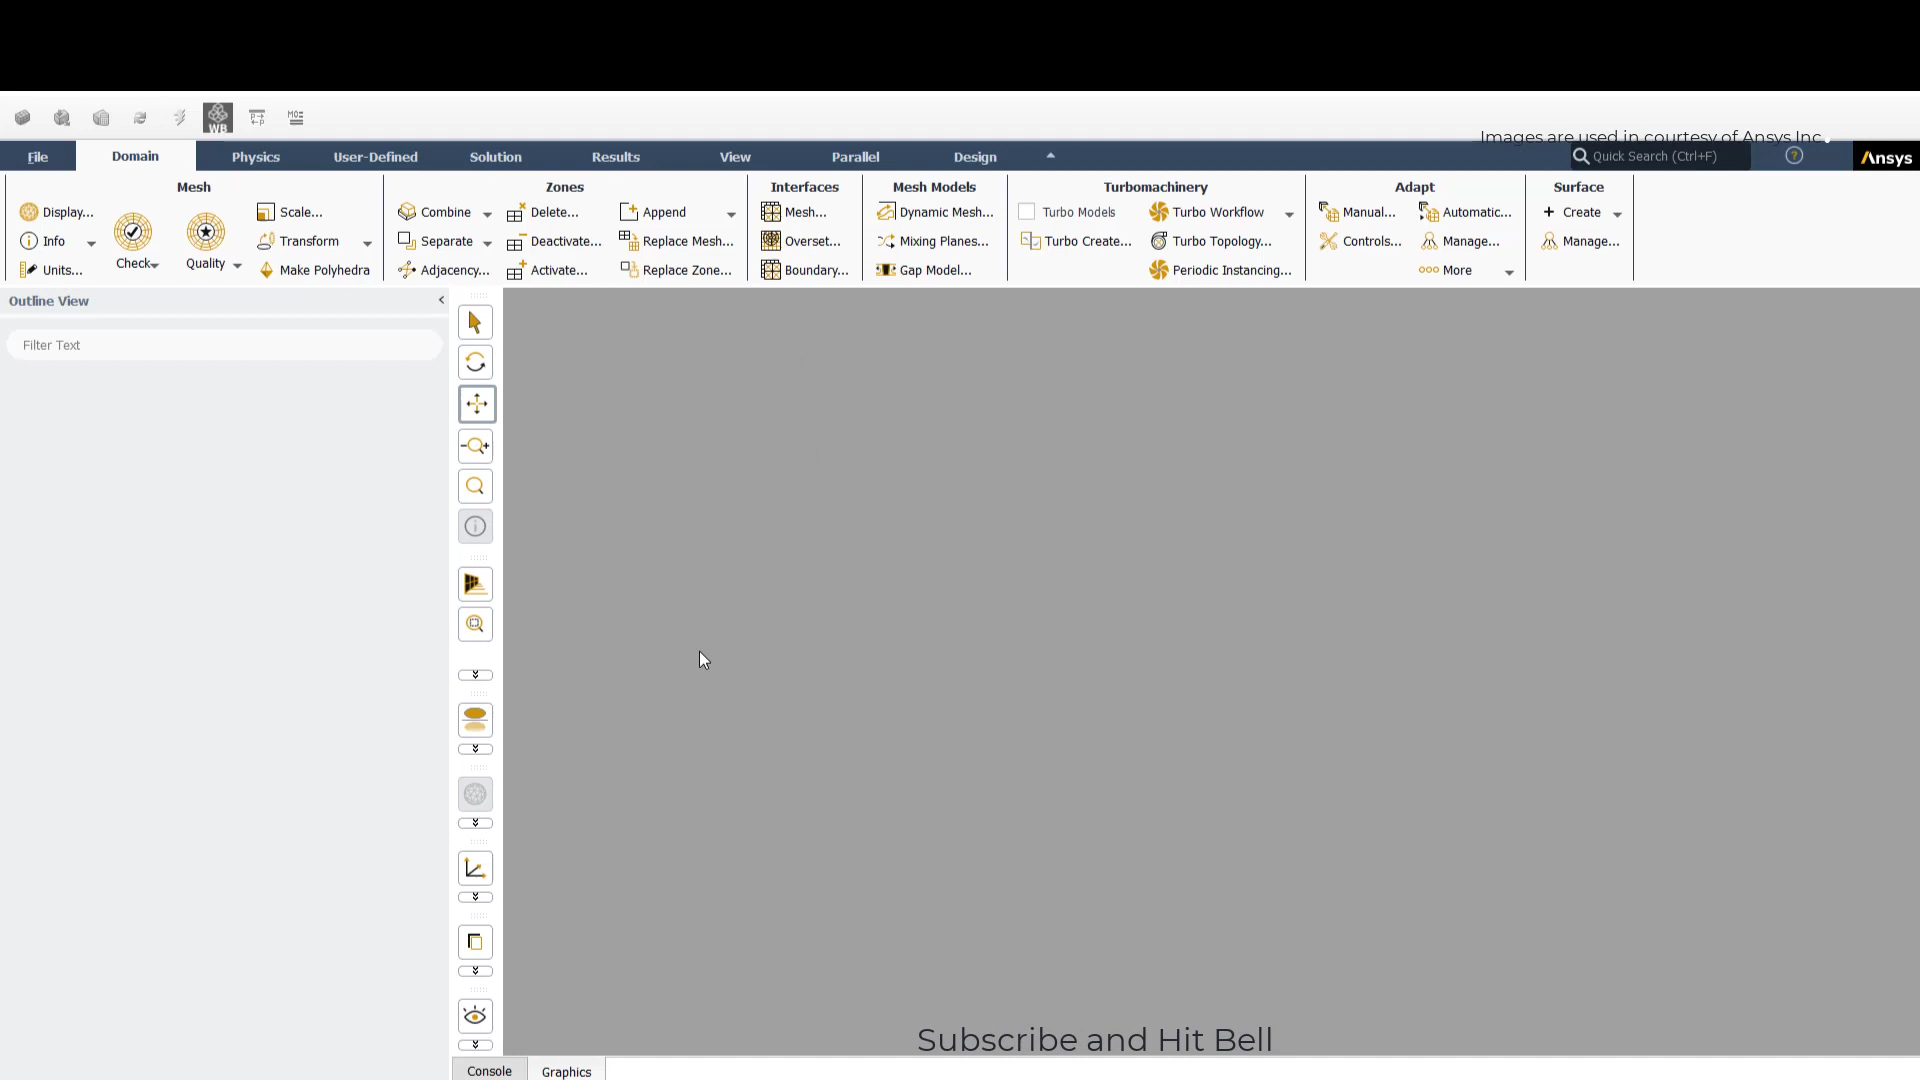 WB
Images are used in courtesy of Ansys Inc.
File Domain Physics User-Defined Solution Results View Parallel Design Quick Search (Ctrl+F) Ansys
Mesh Zones Interfaces Mesh Models Turbomachinery Adapt Surface
Display... Scale... Combine Delete... Append Mesh... Dynamic Mesh... Turbo Models Turbo Workflow Manual... Automatic... Create
Info Transform Separate Deactivate... Replace Mesh... Overset... Mixing Planes... Turbo Create... Turbo Topology... Controls... Manage... Manage...
Check Quality
Units... Make Polyhedra Adjacency... Activate... Replace Zone... Boundary... Gap Model... Periodic Instancing... More
Outline View
Filter Text
Subscribe and Hit Bell
Console Graphics